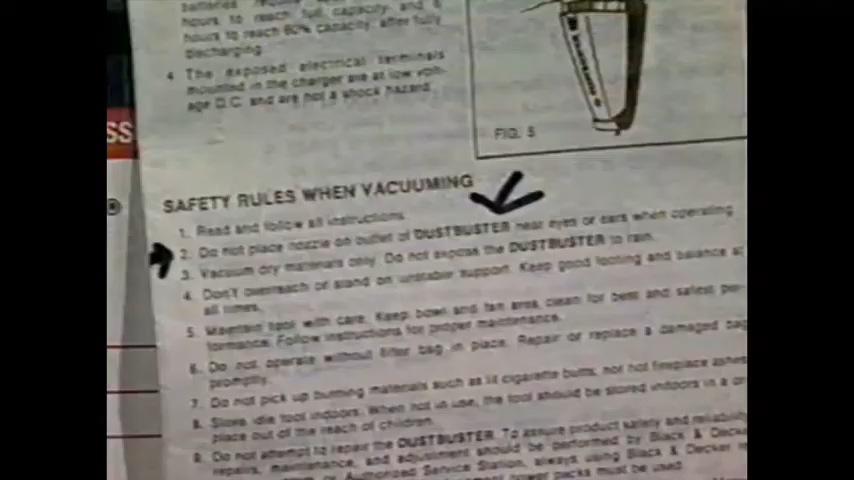 hours to reach full capacity, and 6
hours to reach 80% capacity, after fully
discharging.
4. The exposed electrical terminals
mounted in the charger are at low volt-
age D.C. and are not a shock hazard.
FIG. 5
SS
SAFETY RULES WHEN VACUUMING
1. Read and follow all instructions.
2. Do not place nozzle on outlet of DUSTBUSTER near eyes or ears when operating
3. Vacuum dry materials only. Do not expose the DUSTBUSTER to rain.
4. Don't overreach or stand on unstable support. Keep good footing and balance at
all times.
5. Maintain tool with care. Keep bowl and fan area, clean for best and safest per-
formance. Follow instructions for proper maintenance.
6. Do not operate without filter bag in place. Repair or replace a damaged bag
promptly.
7. Do not pick up burning materials such as lit cigarette butts, nor hot fireplace ashes
8. Store idle tool indoors. When not in use, the tool should be stored indoors in a
place out of the reach of children.
9. Do not attempt to repair the DUSTBUSTER. To assure product safety and reliability
repairs, maintenance, and adjustment should be performed by Black & Decker
or Authorized Service Station, always using Black & Decker
packs must be used.